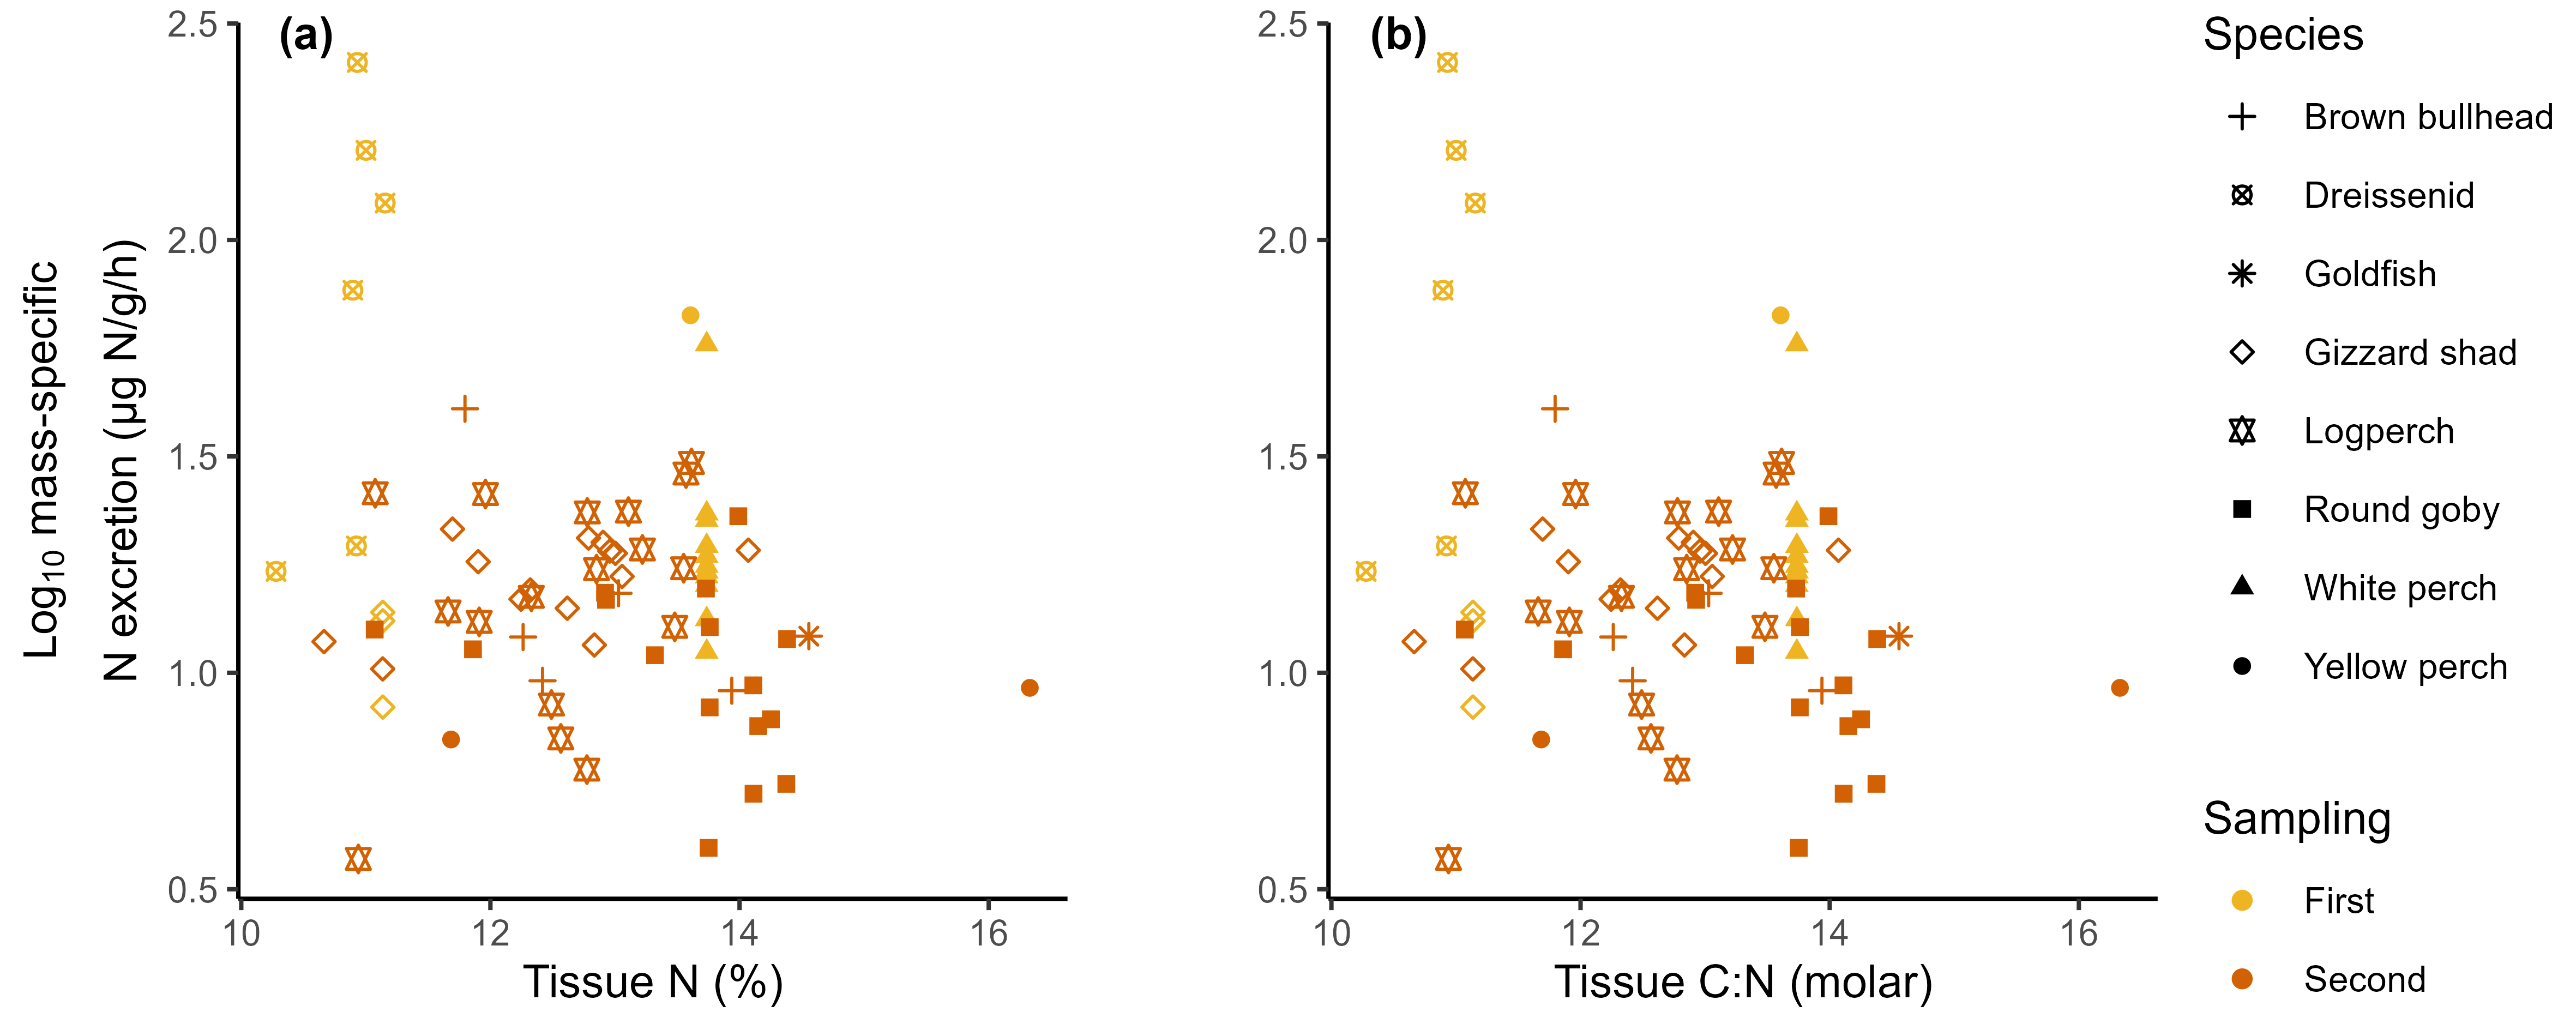 (a)
2.5
2.0
1.5
1.0
0.5
10 12 14 16
Log10 mass-specific
N excretion (µg N/g/h)
Tissue N (%)
(b)
2.5
2.0
1.5
1.0
0.5
10 12 14 16
Tissue C:N (molar)
Species
Brown bullhead
Dreissenid
Goldfish
Gizzard shad
Logperch
Round goby
White perch
Yellow perch
Sampling
First
Second